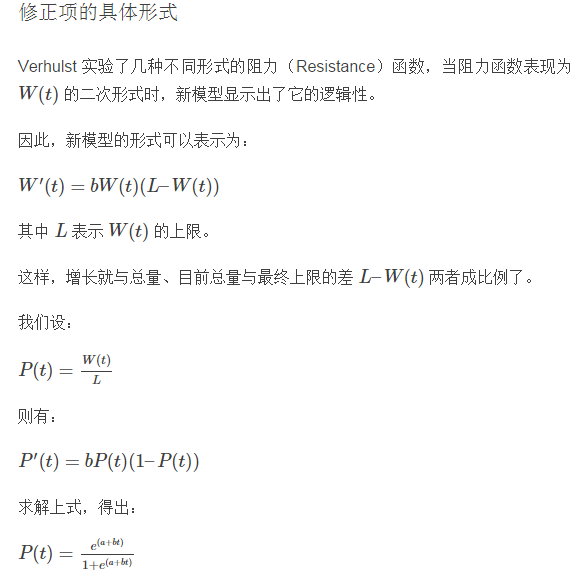 修正项的具体形式
Verhulst 实验了几种不同形式的阻力（Resistance）函数，当阻力函数表现为
W(t) 的二次形式时，新模型显示出了它的逻辑性。
因此，新模型的形式可以表示为：
W′(t) = bW(t)(L–W(t))
其中 L 表示 W(t) 的上限。
这样，增长就与总量、目前总量与最终上限的差 L–W(t) 两者成比例了。
我们设：
P(t) = \frac{W(t)}{L}
则有：
P′(t) = bP(t)(1–P(t))
求解上式，得出：
P(t) = \frac{e^{(a+bt)}}{1+e^{(a+bt)}}